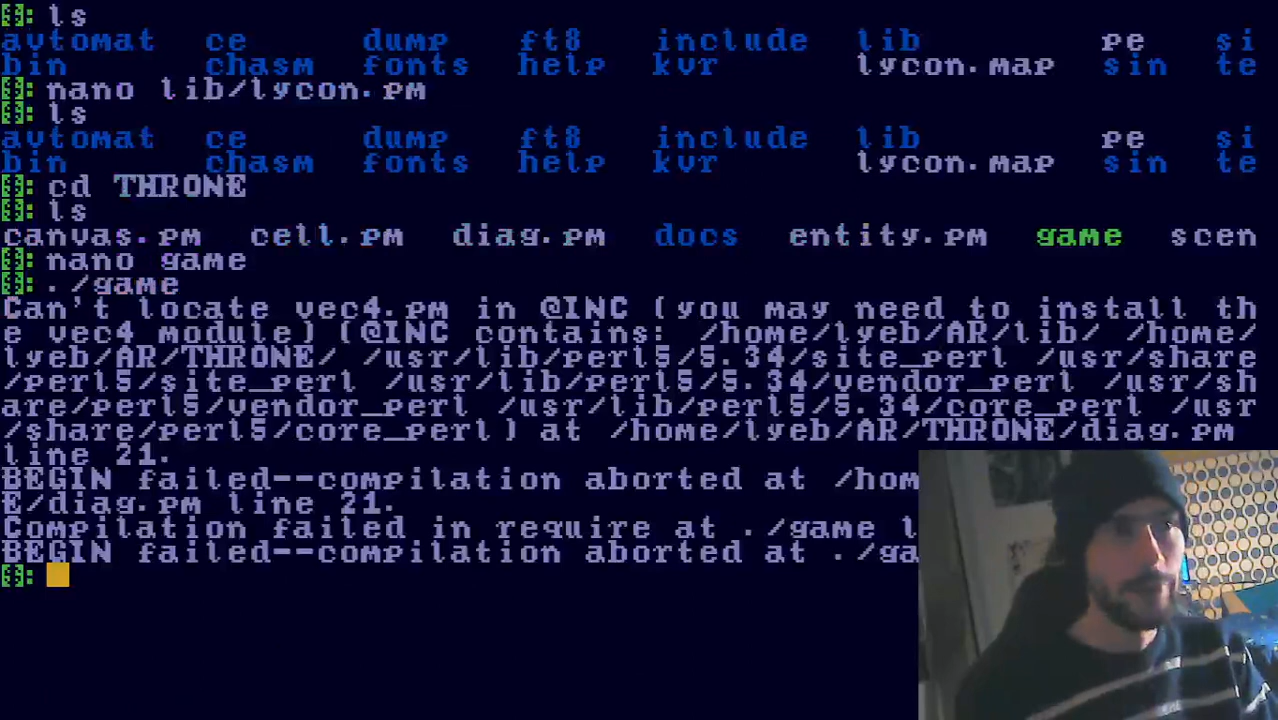 : ls
avtomat ce dump ft8 include lib pe si
bin chasm fonts help kvr lycon.map sin te
: nano lib/lycon.pm
: ls
avtomat ce dump ft8 include lib pe si
bin chasm fonts help kvr lycon.map sin te
: cd THRONE
: ls
canvas.pm cell.pm diag.pm docs entity.pm game scen
: nano game
: ./game
Can't locate vec4.pm in @INC (you may need to install th
e vec4 module) (@INC contains: /home/lyeb/AR/lib/ /home/
lyeb/AR/THRONE/ /usr/lib/perl5/5.34/site_perl /usr/share
/perl5/site_perl /usr/lib/perl5/5.34/vendor_perl /usr/sh
are/perl5/vendor_perl /usr/lib/perl5/5.34/core_perl /usr
/share/perl5/core_perl) at /home/lyeb/AR/THRONE/diag.pm
line 21.
BEGIN failed--compilation aborted at /hom
E/diag.pm line 21.
Compilation failed in require at ./game l
BEGIN failed--compilation aborted at ./ga
: